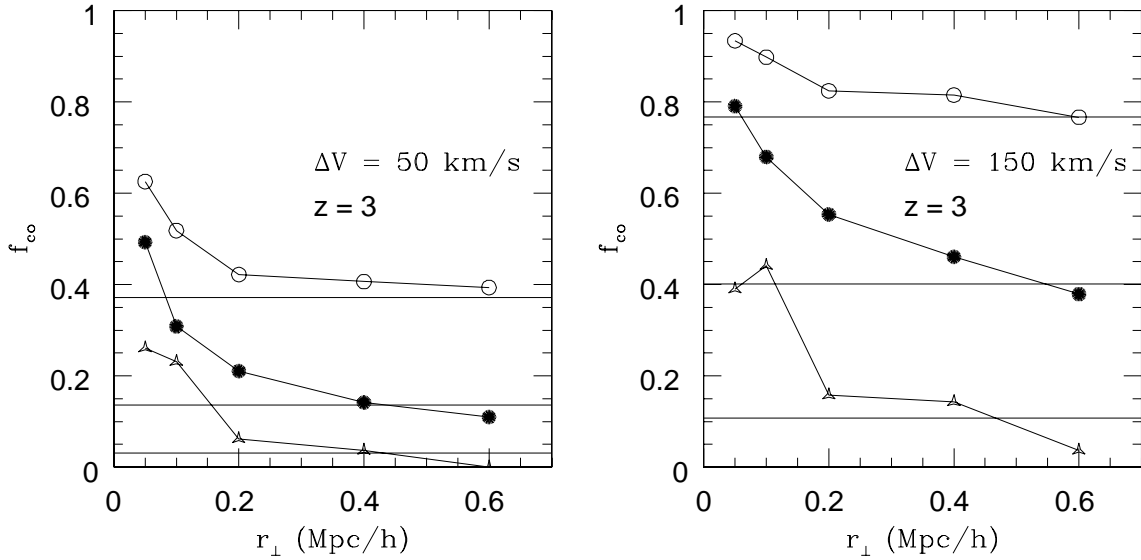 1
0.8
0.6
0.4
0.2
0
f_co
ΔV = 50 km/s
z = 3
0 0.2 0.4 0.6
r_⊥ (Mpc/h)
1
0.8
0.6
0.4
0.2
0
f_co
ΔV = 150 km/s
z = 3
0 0.2 0.4 0.6
r_⊥ (Mpc/h)